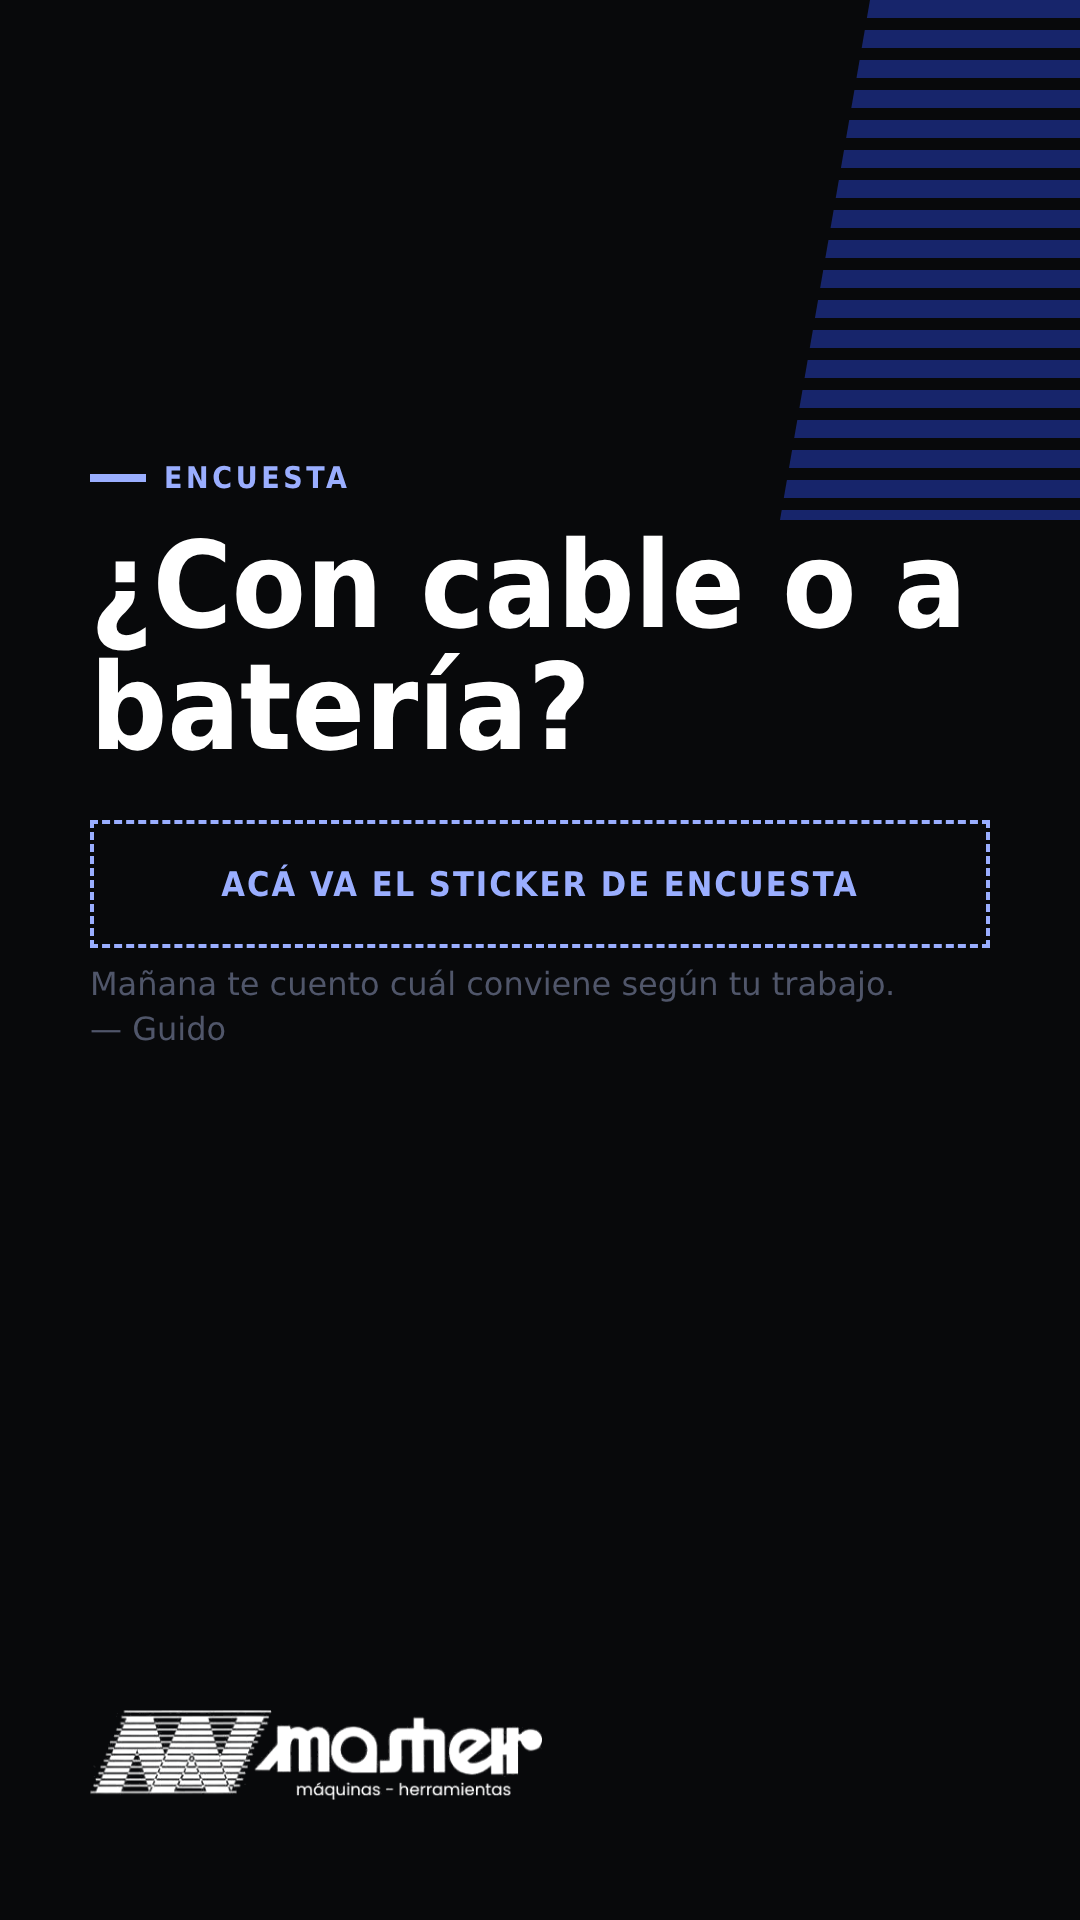 ENCUESTA
¿Con cable o a
batería?
ACÁ VA EL STICKER DE ENCUESTA
Mañana te cuento cuál conviene según tu trabajo.
— Guido
master
máquinas - herramientas